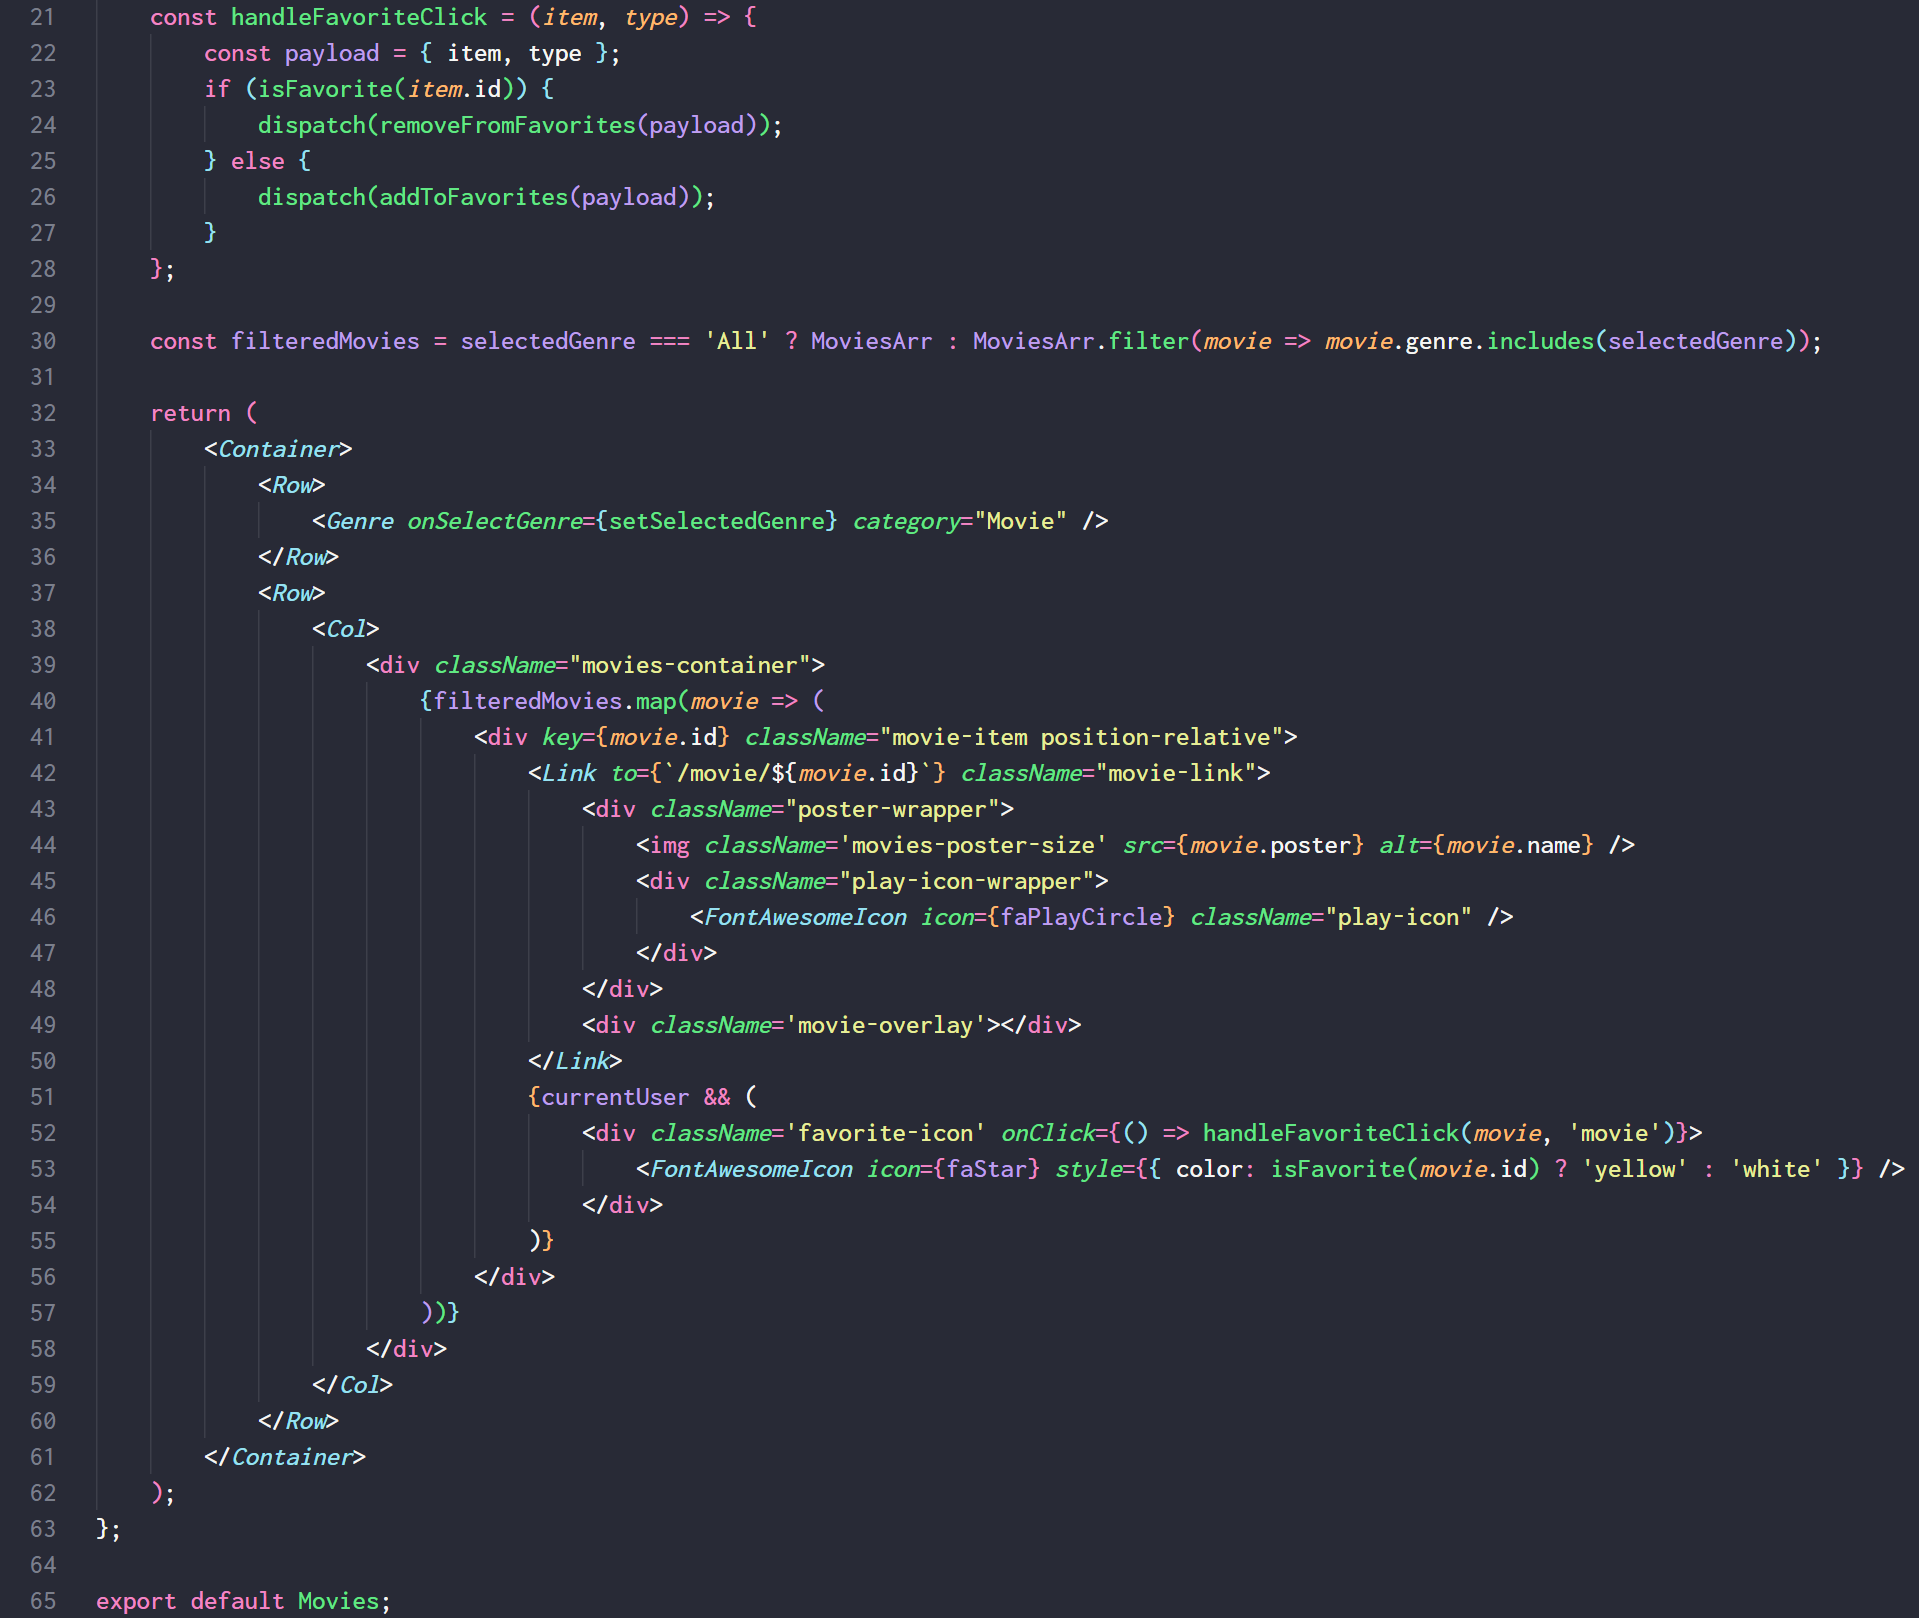 21 const handleFavoriteClick = (item, type) => {
22 const payload = { item, type };
23 if (isFavorite(item.id)) {
24 dispatch(removeFromFavorites(payload));
25 } else {
26 dispatch(addToFavorites(payload));
27 }
28 };
29
30 const filteredMovies = selectedGenre === 'All' ? MoviesArr : MoviesArr.filter(movie => movie.genre.includes(selectedGenre));
31
32 return (
33 <Container>
34 <Row>
35 <Genre onSelectGenre={setSelectedGenre} category="Movie" />
36 </Row>
37 <Row>
38 <Col>
39 <div className="movies-container">
40 {filteredMovies.map(movie => (
41 <div key={movie.id} className="movie-item position-relative">
42 <Link to={`/movie/${movie.id}`} className="movie-link">
43 <div className="poster-wrapper">
44 <img className='movies-poster-size' src={movie.poster} alt={movie.name} />
45 <div className="play-icon-wrapper">
46 <FontAwesomeIcon icon={faPlayCircle} className="play-icon" />
47 </div>
48 </div>
49 <div className='movie-overlay'></div>
50 </Link>
51 {currentUser && (
52 <div className='favorite-icon' onClick={() => handleFavoriteClick(movie, 'movie')}>
53 <FontAwesomeIcon icon={faStar} style={{ color: isFavorite(movie.id) ? 'yellow' : 'white' }} />
54 </div>
55 )}
56 </div>
57 ))}
58 </div>
59 </Col>
60 </Row>
61 </Container>
62 );
63 };
64
65 export default Movies;